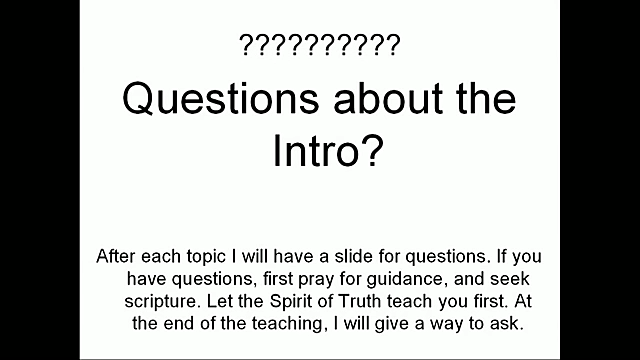 ??????????
Questions about the
Intro?
After each topic I will have a slide for questions. If you
have questions, first pray for guidance, and seek
scripture. Let the Spirit of Truth teach you first. At
the end of the teaching, I will give a way to ask.